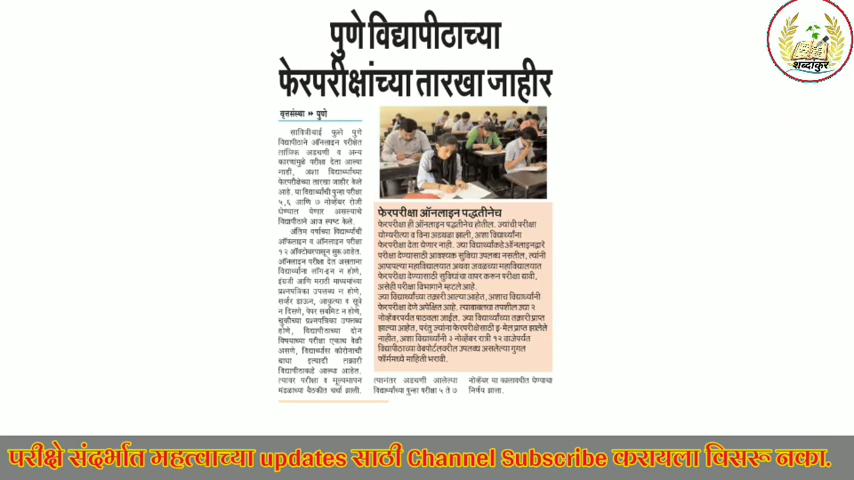 पुणे विद्यापीठाच्या
फेरपरीक्षांच्या तारखा जाहीर
शब्दांकुर
वृत्तसंस्था » पुणे
सावित्रीबाई फुले पुणे
विद्यापीठाने ऑनलाइन परीक्षेत
तांत्रिक अडचणी व अन्य
कारणांमुळे परीक्षा देता आल्या
नाही, अशा विद्यार्थ्यांच्या
फेरपरीक्षेच्या तारखा जाहीर केले
आहे. या विद्यार्थ्यांची पुन्हा परीक्षा
५,६ आणि ७ नोव्हेंबर रोजी
घेण्यात येणार असल्याचे
विद्यापीठाने आज स्पष्ट केले.
अंतिम वर्षाच्या विद्यार्थ्यांची
ऑफलाइन व ऑनलाइन परीक्षा
१२ ऑक्टोबरपासून सुरू आहेत.
ऑनलाइन परीक्षा देत असताना
विद्यार्थ्यांना लॉग-इन न होणे,
इंग्रजी आणि मराठी माध्यमांच्या
प्रश्नपत्रिका उपलब्ध न होणे,
सर्व्हर डाऊन, आकृत्या व सूत्रे
न दिसणे, पेपर सबमिट न होणे,
चुकीच्या प्रश्नपत्रिका उपलब्ध
होणे, विद्यापीठाच्या दोन
विषयाच्या परीक्षा एकाच वेळी
असणे, विद्यार्थ्यास कोरोनाची
बाधा इत्यादी तक्रारी
विद्यापीठाकडे आल्या आहेत.
त्यावर परीक्षा व मूल्यमापन
मंडळाच्या बैठकीत चर्चा झाली.
फेरपरीक्षा ऑनलाइन पद्धतीनेच
फेरपरीक्षा ही ऑनलाइन पद्धतीनेच होतील. ज्यांची परीक्षा
योग्यरीत्या व विना अडथळा झाली, अशा विद्यार्थ्यांना
फेरपरीक्षा देता येणार नाही. ज्या विद्यार्थ्यांकडे ऑनलाइनद्वारे
परीक्षा देण्यासाठी आवश्यक सुविधा उपलब्ध नसतील, त्यांनी
आपापल्या महाविद्यालयात अथवा जवळच्या महाविद्यालयात
फेरपरीक्षा देण्यासाठी सुविधांचा वापर करून परीक्षा द्यावी,
असेही परीक्षा विभागाने म्हटले आहे.
ज्या विद्यार्थ्यांच्या तक्रारी आल्या आहेत, अशाच विद्यार्थ्यांनी
फेरपरीक्षा देणे अपेक्षित आहे. त्याबाबतचा तपशील ज्या २
नोव्हेंबरपर्यंत पाठवला जाईल. ज्या विद्यार्थ्यांच्या तक्रारी प्राप्त
झाल्या आहेत, परंतु ज्यांना फेरपरीक्षेसाठी इ-मेल प्राप्त झालेले
नाहीत, अशा विद्यार्थ्यांनी ३ नोव्हेंबर रात्री १२ वाजेपर्यंत
विद्यापीठाच्या वेबपोर्टलवरील उपलब्ध असलेल्या गुगल
फॉर्ममध्ये माहिती भरावी.
त्यानंतर अडचणी आलेल्या
विद्यार्थ्यांच्या पुन्हा परीक्षा ५ ते ७
नोव्हेंबर या कालावधीत घेण्याचा
निर्णय झाला.
परीक्षे संदर्भात महत्वाच्या updates साठी Channel Subscribe करायला विसरू नका.